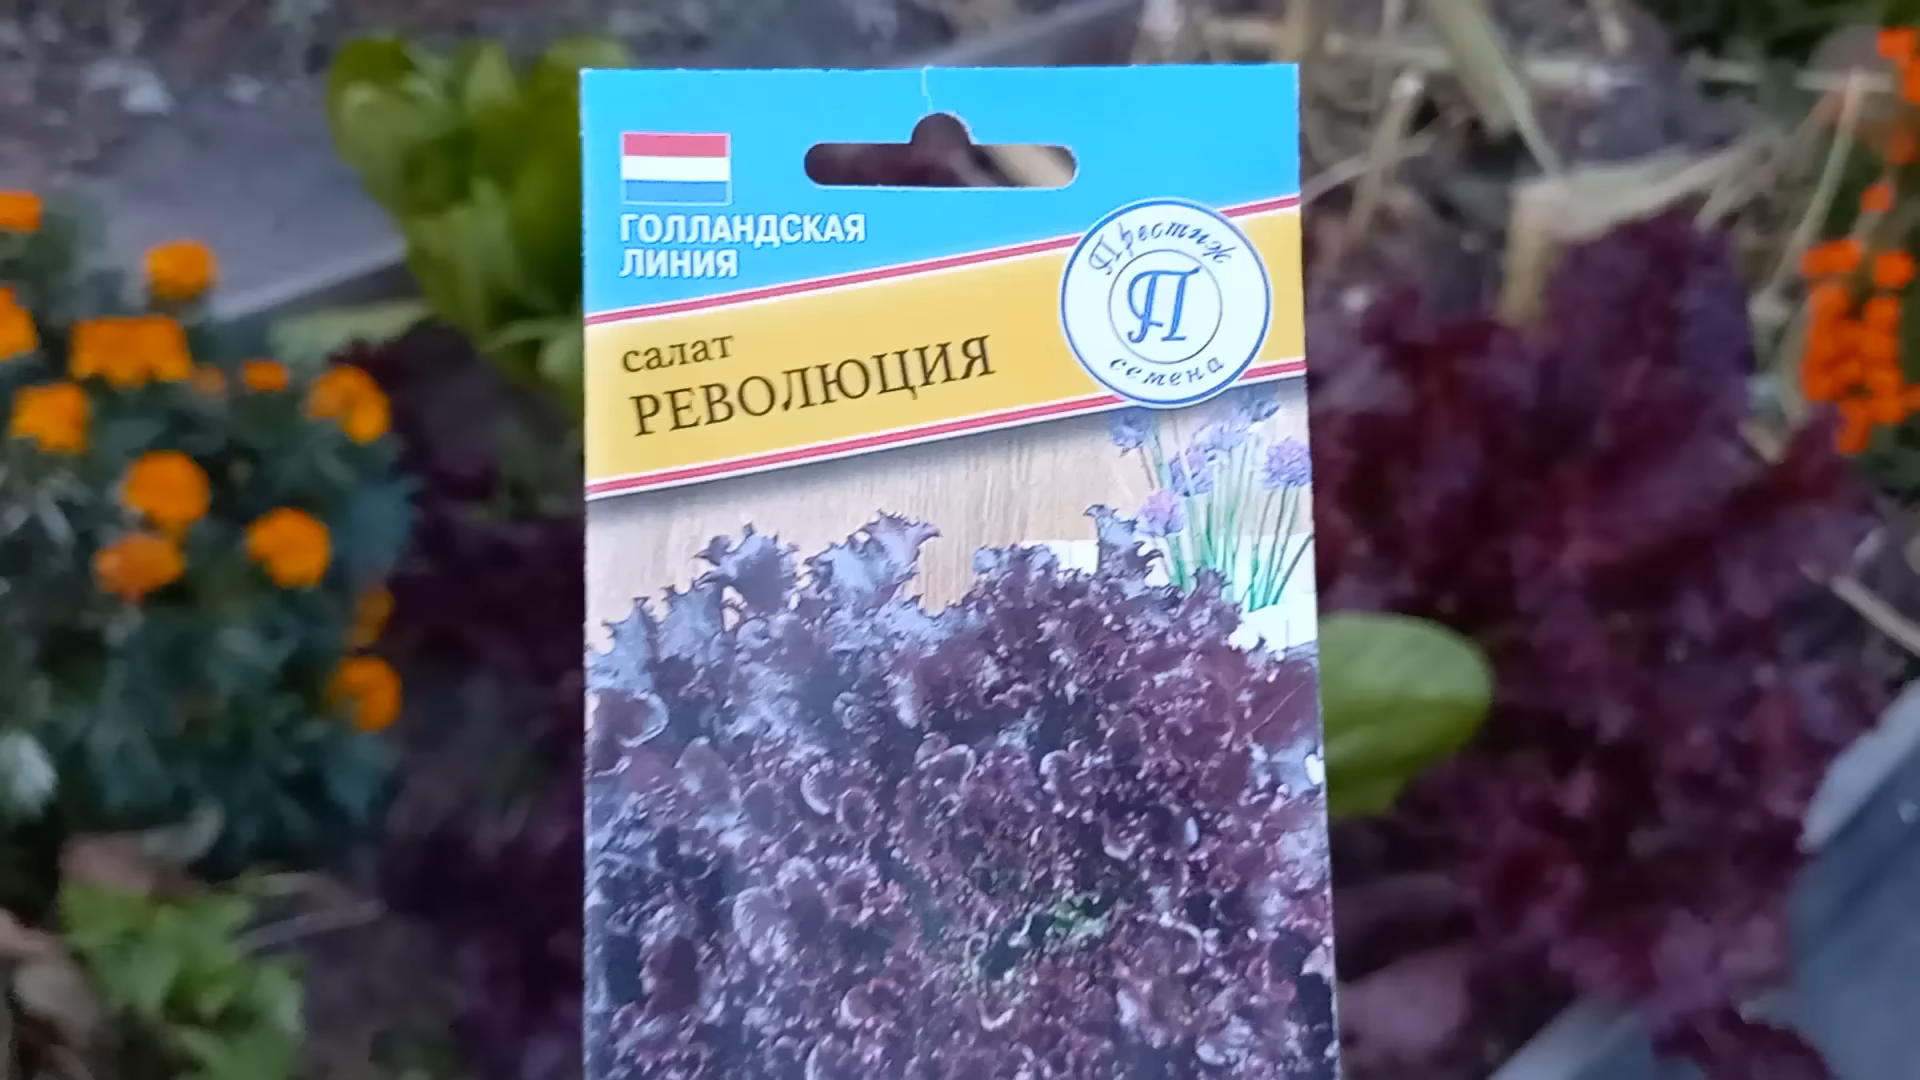 ГОЛЛАНДСКАЯ
ЛИНИЯ
Престиж
П
семена
салат
РЕВОЛЮЦИЯ